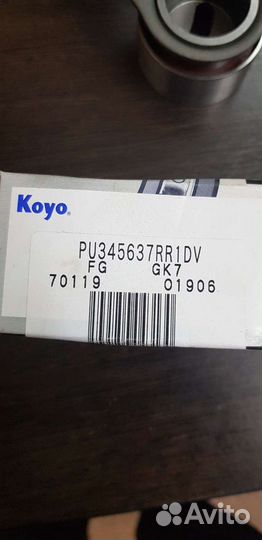 Koyo®
PU345637RR1DV
FG GK7
70119 01906
Avito